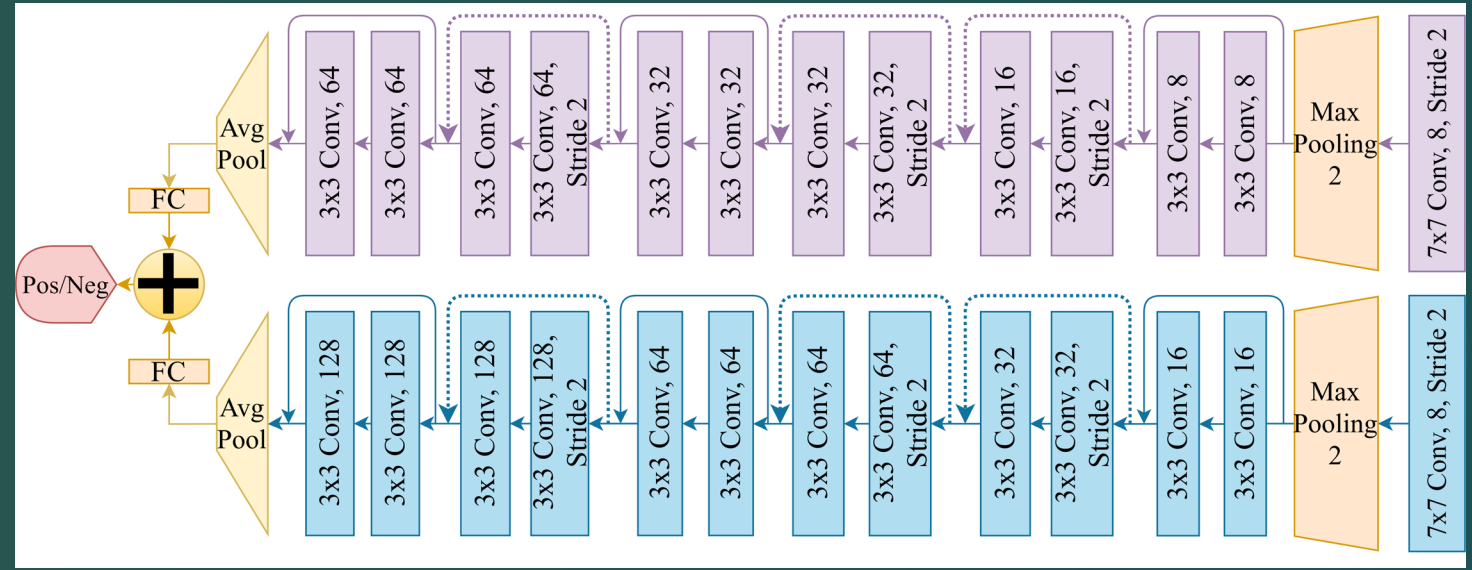 Avg
Pool
3x3 Conv, 64
3x3 Conv, 64
3x3 Conv, 64
3x3 Conv, 64,
Stride 2
3x3 Conv, 32
3x3 Conv, 32
3x3 Conv, 32
3x3 Conv, 32,
Stride 2
3x3 Conv, 16
3x3 Conv, 16,
Stride 2
3x3 Conv, 8
3x3 Conv, 8
Max
Pooling
2
7x7 Conv, 8, Stride 2
FC
Pos/Neg
FC
Avg
Pool
3x3 Conv, 128
3x3 Conv, 128
3x3 Conv, 128
3x3 Conv, 128,
Stride 2
3x3 Conv, 64
3x3 Conv, 64
3x3 Conv, 64
3x3 Conv, 64,
Stride 2
3x3 Conv, 32
3x3 Conv, 32,
Stride 2
3x3 Conv, 16
3x3 Conv, 16
Max
Pooling
2
7x7 Conv, 8, Stride 2